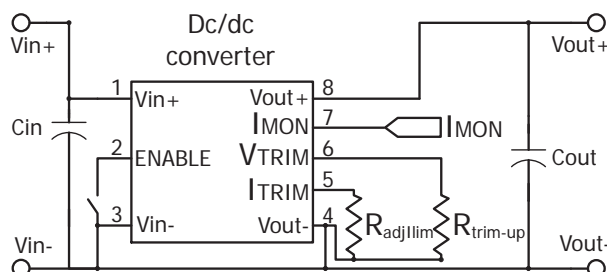 Dc/dc
converter
Vin+
Vout+
1
Vin+
Vout+
8
IMON
7
IMON
Cin
2
ENABLE
VTRIM
6
Cout
ITRIM
5
3
Vin-
Vout-
4
RadjIlim
Rtrim-up
Vin-
Vout-